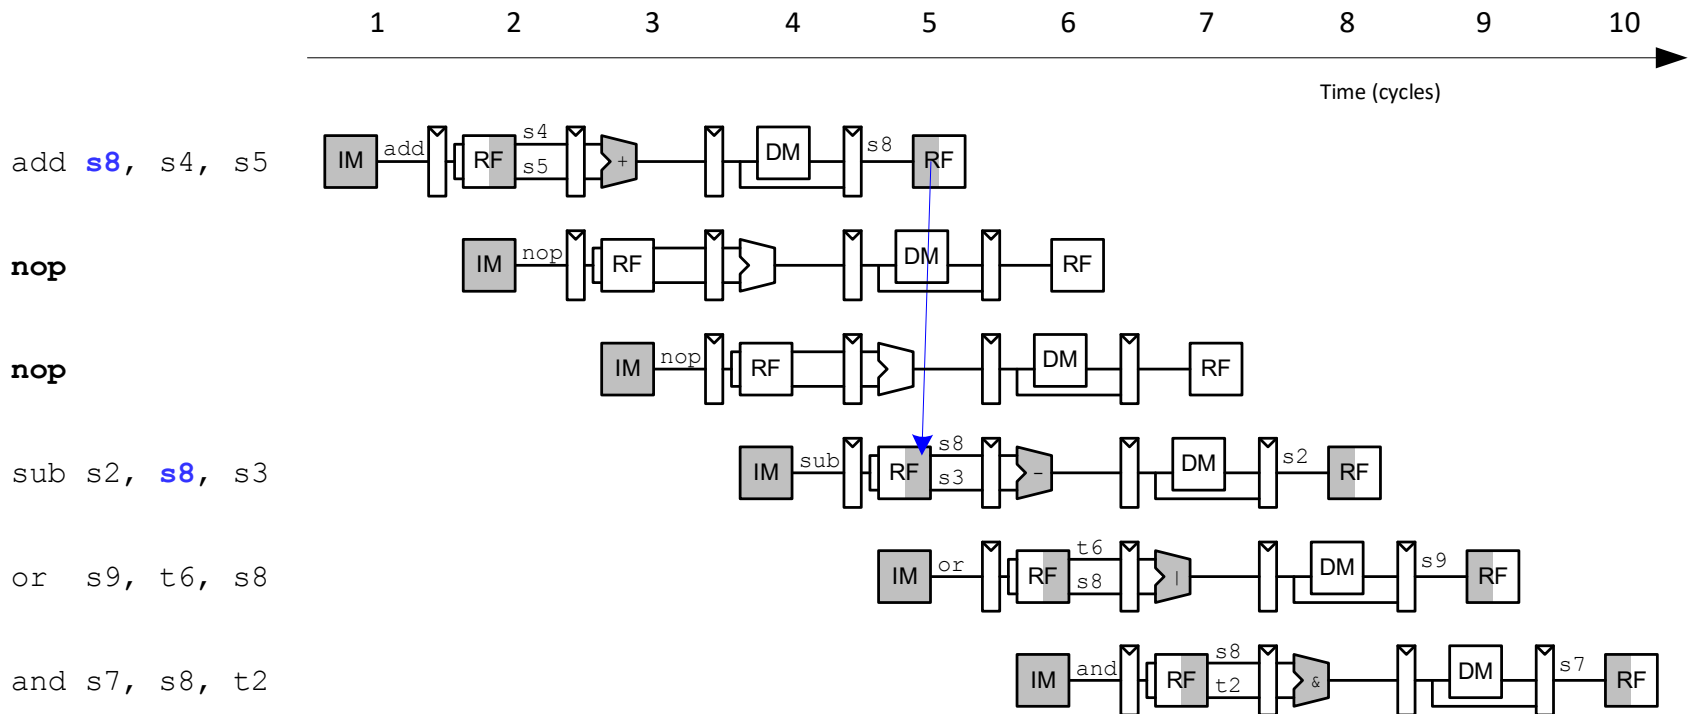 1 2 3 4 5 6 7 8 9 10
Time (cycles)
add s8, s4, s5 IM add RF s4 s5 + DM s8 RF
nop IM nop RF DM RF
nop IM nop RF DM RF
sub s2, s8, s3 IM sub RF s8 s3 - DM s2 RF
or s9, t6, s8 IM or RF t6 s8 | DM s9 RF
and s7, s8, t2 IM and RF s8 t2 & DM s7 RF